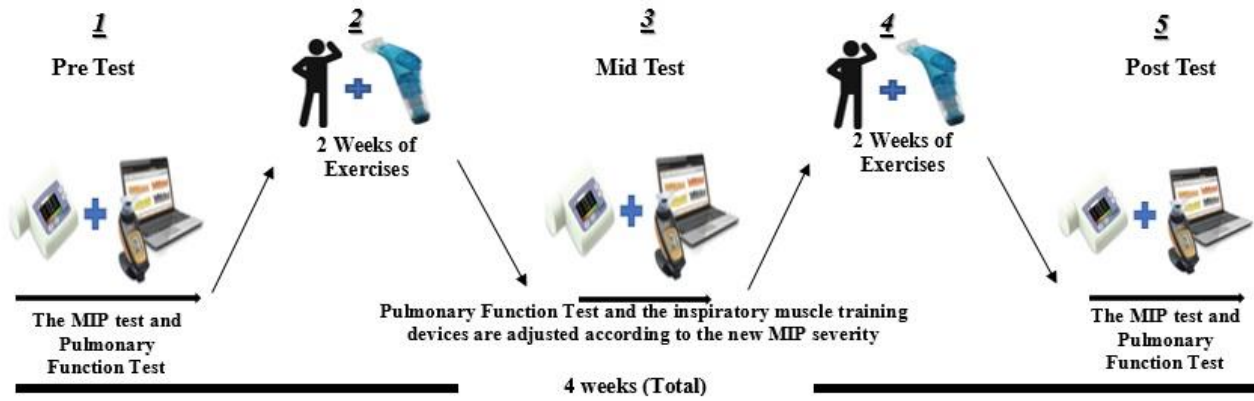 1
Pre Test
The MIP test and
Pulmonary
Function Test
2
2 Weeks of
Exercises
3
Mid Test
Pulmonary Function Test and the inspiratory muscle training
devices are adjusted according to the new MIP severity
4
2 Weeks of
Exercises
5
Post Test
The MIP test and
Pulmonary
Function Test
4 weeks (Total)